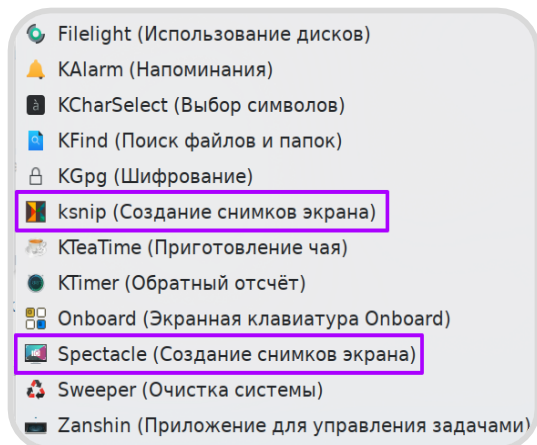 Filelight (Использование дисков)
KAlarm (Напоминания)
à KCharSelect (Выбор символов)
KFind (Поиск файлов и папок)
KGpg (Шифрование)
ksnip (Создание снимков экрана)
KTeaTime (Приготовление чая)
KTimer (Обратный отсчёт)
Onboard (Экранная клавиатура Onboard)
Spectacle (Создание снимков экрана)
Sweeper (Очистка системы)
Zanshin (Приложение для управления задачами)